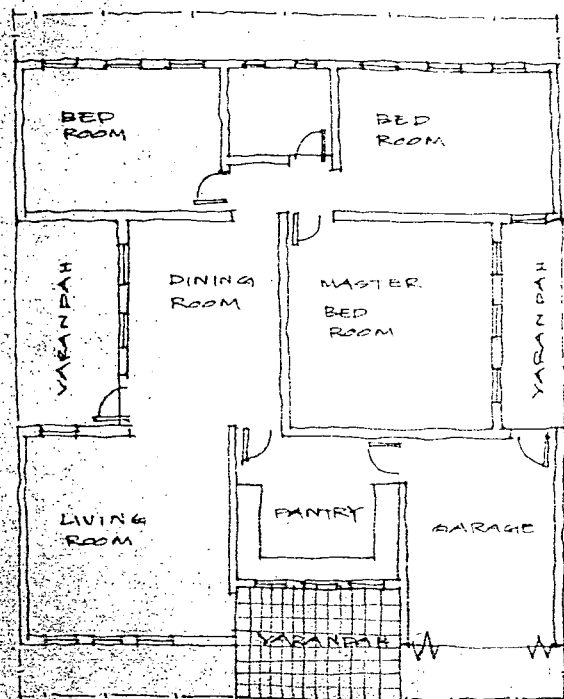 BED
ROOM
BED
ROOM
VARANDAH
DINING
ROOM
MASTER
BED
ROOM
VARANDAH
LIVING
ROOM
PANTRY
GARAGE
VARANDAH